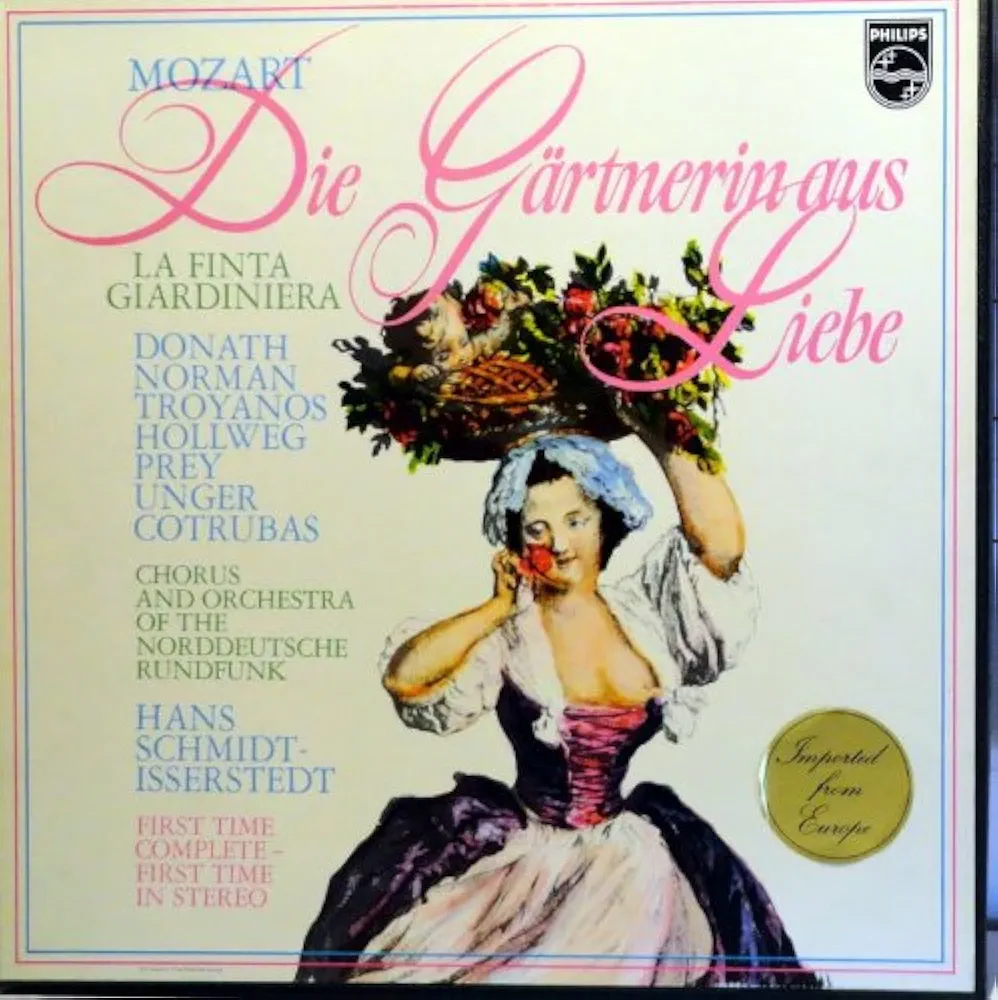 MOZART
Die Gärtnerin aus
Liebe
PHILIPS
LA FINTA
GIARDINIERA
DONATH
NORMAN
TROYANOS
HOLLWEG
PREY
UNGER
COTRUBAS
CHORUS
AND ORCHESTRA
OF THE
NORDDEUTSCHE
RUNDFUNK
HANS
SCHMIDT-
ISSERSTEDT
FIRST TIME
COMPLETE –
FIRST TIME
IN STEREO
Imported
from
Europe